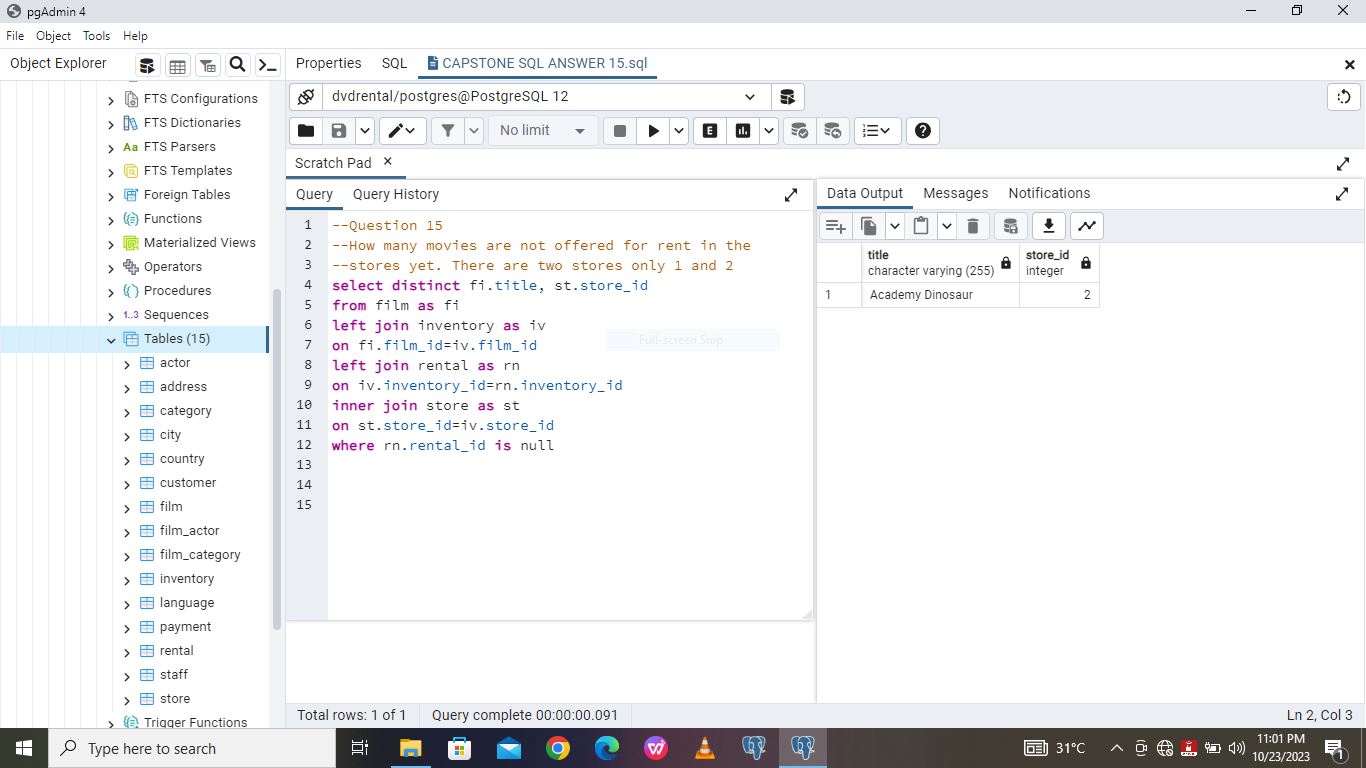 pgAdmin 4
File Object Tools Help
Object Explorer
Properties SQL CAPSTONE SQL ANSWER 15.sql
FTS Configurations
FTS Dictionaries
Aa FTS Parsers
FTS Templates
Foreign Tables
Functions
Materialized Views
Operators
Procedures
1..3 Sequences
Tables (15)
actor
address
category
city
country
customer
film
film_actor
film_category
inventory
language
payment
rental
staff
store
Trigger Functions
dvdrental/postgres@PostgreSQL 12
No limit
E
Scratch Pad
Query Query History
1 --Question 15
2 --How many movies are not offered for rent in the
3 --stores yet. There are two stores only 1 and 2
4 select distinct fi.title, st.store_id
5 from film as fi
6 left join inventory as iv
7 on fi.film_id=iv.film_id
8 left join rental as rn
9 on iv.inventory_id=rn.inventory_id
10 inner join store as st
11 on st.store_id=iv.store_id
12 where rn.rental_id is null
13
14
15
Full-screen Snip
Data Output Messages Notifications
title store_id
character varying (255) integer
1 Academy Dinosaur 2
Total rows: 1 of 1 Query complete 00:00:00.091 Ln 2, Col 3
Type here to search
31°C
11:01 PM
10/23/2023
1